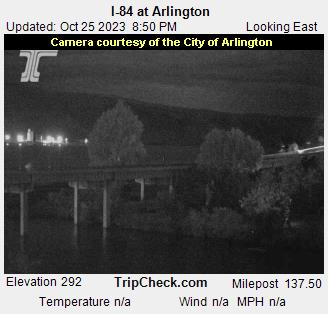 I-84 at Arlington
Updated: Oct 25 2023 8:50 PM Looking East
Camera courtesy of the City of Arlington
Elevation 292 TripCheck.com Milepost 137.50
Temperature n/a Wind n/a MPH n/a